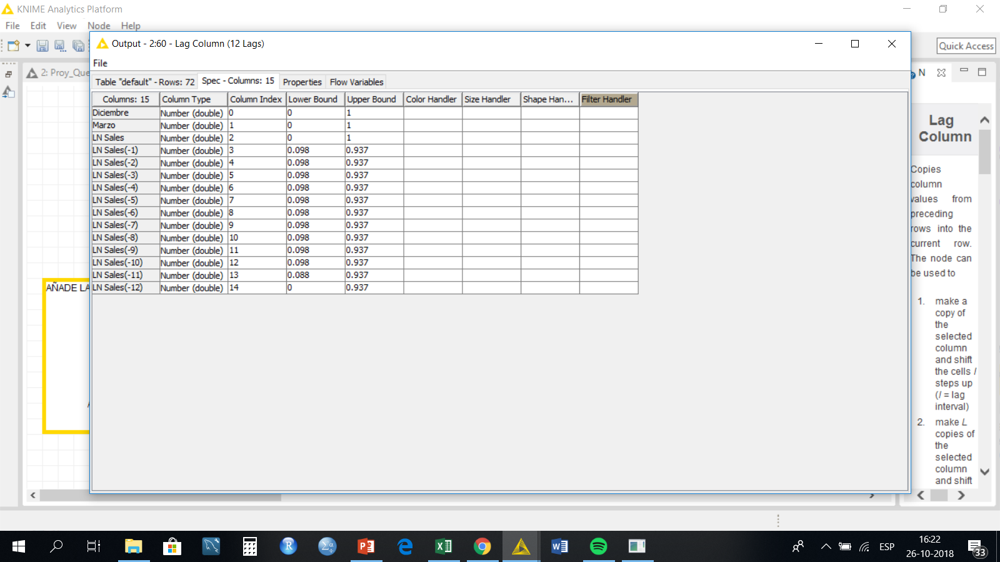 KNIME Analytics Platform
File Edit View Node Help
Quick Access
2: Proy_Que
N
AÑADE LA
Output - 2:60 - Lag Column (12 Lags)
File
Table "default" - Rows: 72 Spec - Columns: 15 Properties Flow Variables
Columns: 15 Column Type Column Index Lower Bound Upper Bound Color Handler Size Handler Shape Han... Filter Handler
Diciembre Number (double) 0 0 1
Marzo Number (double) 1 0 1
LN Sales Number (double) 2 0 1
LN Sales(-1) Number (double) 3 0.098 0.937
LN Sales(-2) Number (double) 4 0.098 0.937
LN Sales(-3) Number (double) 5 0.098 0.937
LN Sales(-4) Number (double) 6 0.098 0.937
LN Sales(-5) Number (double) 7 0.098 0.937
LN Sales(-6) Number (double) 8 0.098 0.937
LN Sales(-7) Number (double) 9 0.098 0.937
LN Sales(-8) Number (double) 10 0.098 0.937
LN Sales(-9) Number (double) 11 0.098 0.937
LN Sales(-10) Number (double) 12 0.098 0.937
LN Sales(-11) Number (double) 13 0.088 0.937
LN Sales(-12) Number (double) 14 0 0.937
Lag
Column
Copies
column
values from
preceding
rows into the
current row.
The node can
be used to
1. make a
copy of
the
selected
column
and shift
the cells I
steps up
(I = lag
interval)
2. make L
copies of
the
selected
column
and shift
ESP
16:22
26-10-2018
33